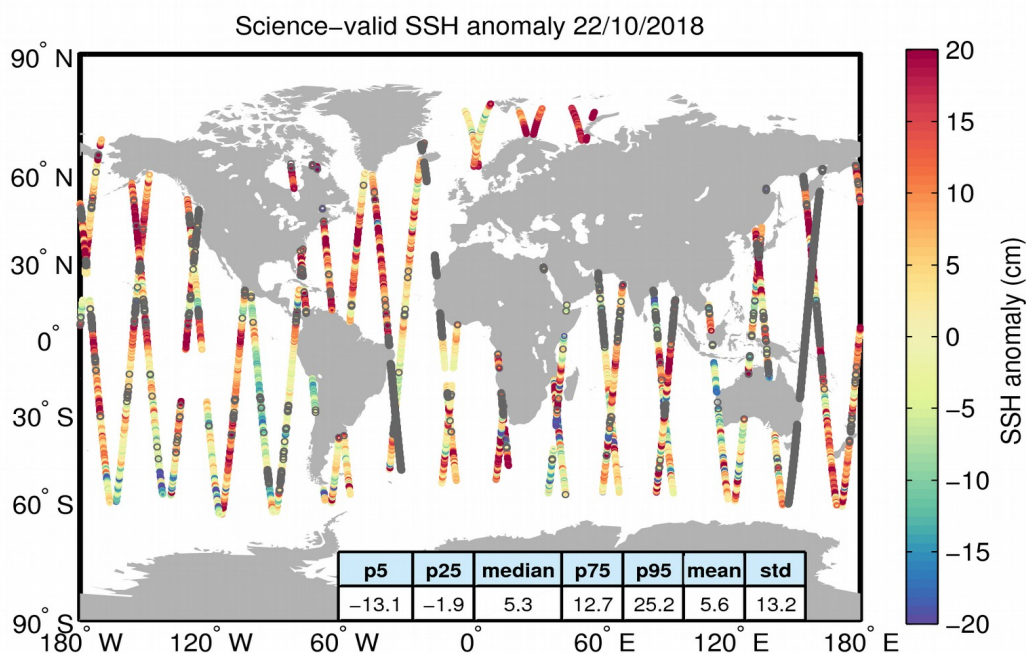 Science−valid SSH anomaly 22/10/2018
90° N
60° N
30° N
0°
30° S
60° S
90° S
180° W
120° W
60° W
0°
60° E
120° E
180° E
p5 p25 median p75 p95 mean std
−13.1 −1.9 5.3 12.7 25.2 5.6 13.2
20
15
10
5
0
−5
−10
−15
−20
SSH anomaly (cm)